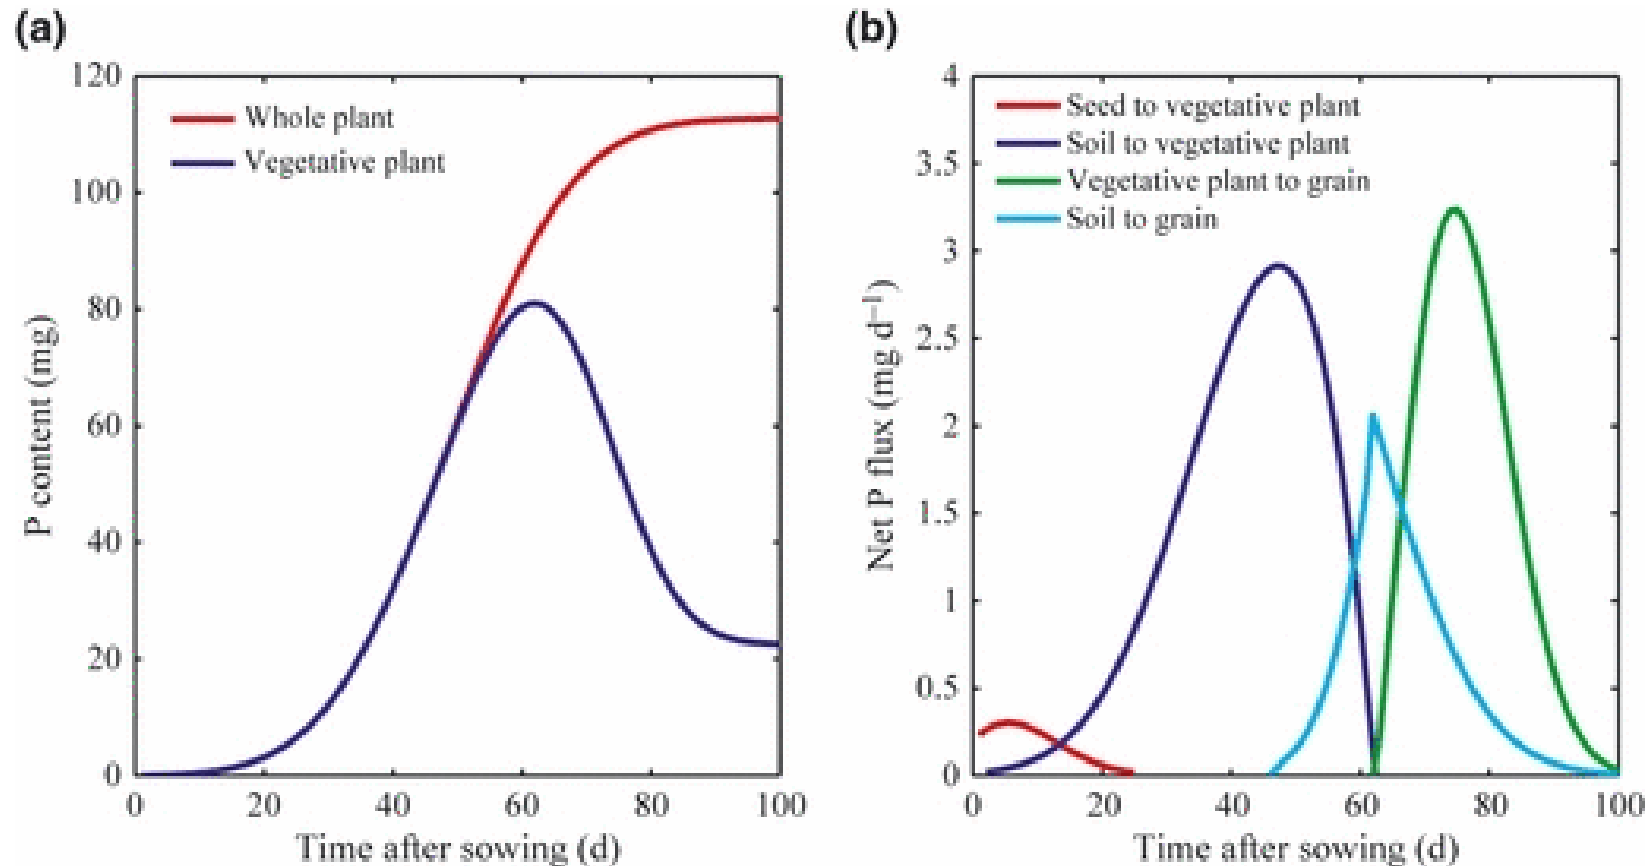 (a)
120
100
80
60
40
20
0
P content (mg)
Whole plant
Vegetative plant
0 20 40 60 80 100
Time after sowing (d)
(b)
4
3.5
3
2.5
2
1.5
1
0.5
0
Net P flux (mg d⁻¹)
Seed to vegetative plant
Soil to vegetative plant
Vegetative plant to grain
Soil to grain
0 20 40 60 80 100
Time after sowing (d)